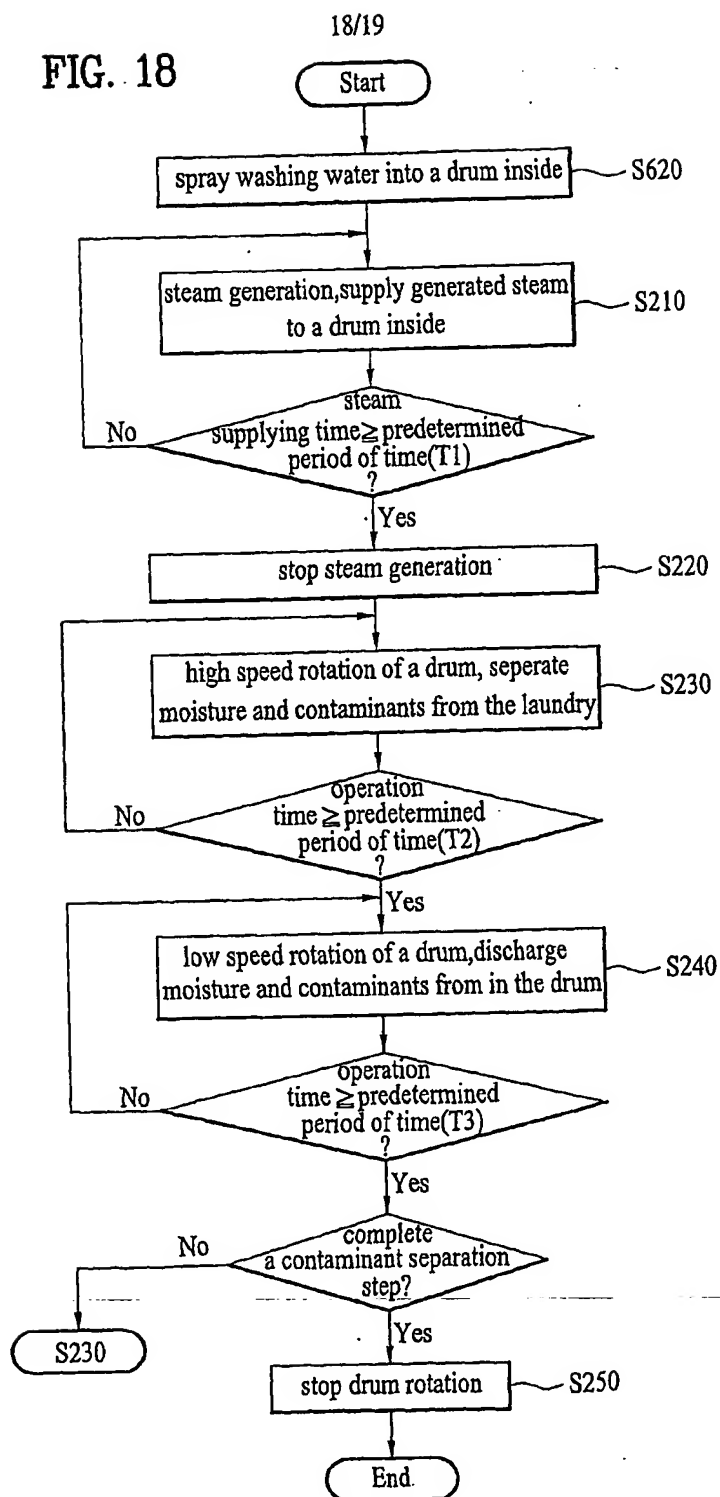 18/19
FIG. 18
Start
spray washing water into a drum inside
S620
steam generation,supply generated steam
to a drum inside
S210
steam
supplying time≧predetermined
period of time(T1)
?
No
Yes
stop steam generation
S220
high speed rotation of a drum, seperate
moisture and contaminants from the laundry
S230
operation
time≧predetermined
period of time(T2)
?
No
Yes
low speed rotation of a drum,discharge
moisture and contaminants from in the drum
S240
operation
time≧predetermined
period of time(T3)
?
No
Yes
complete
a contaminant separation
step?
No
S230
Yes
stop drum rotation
S250
End